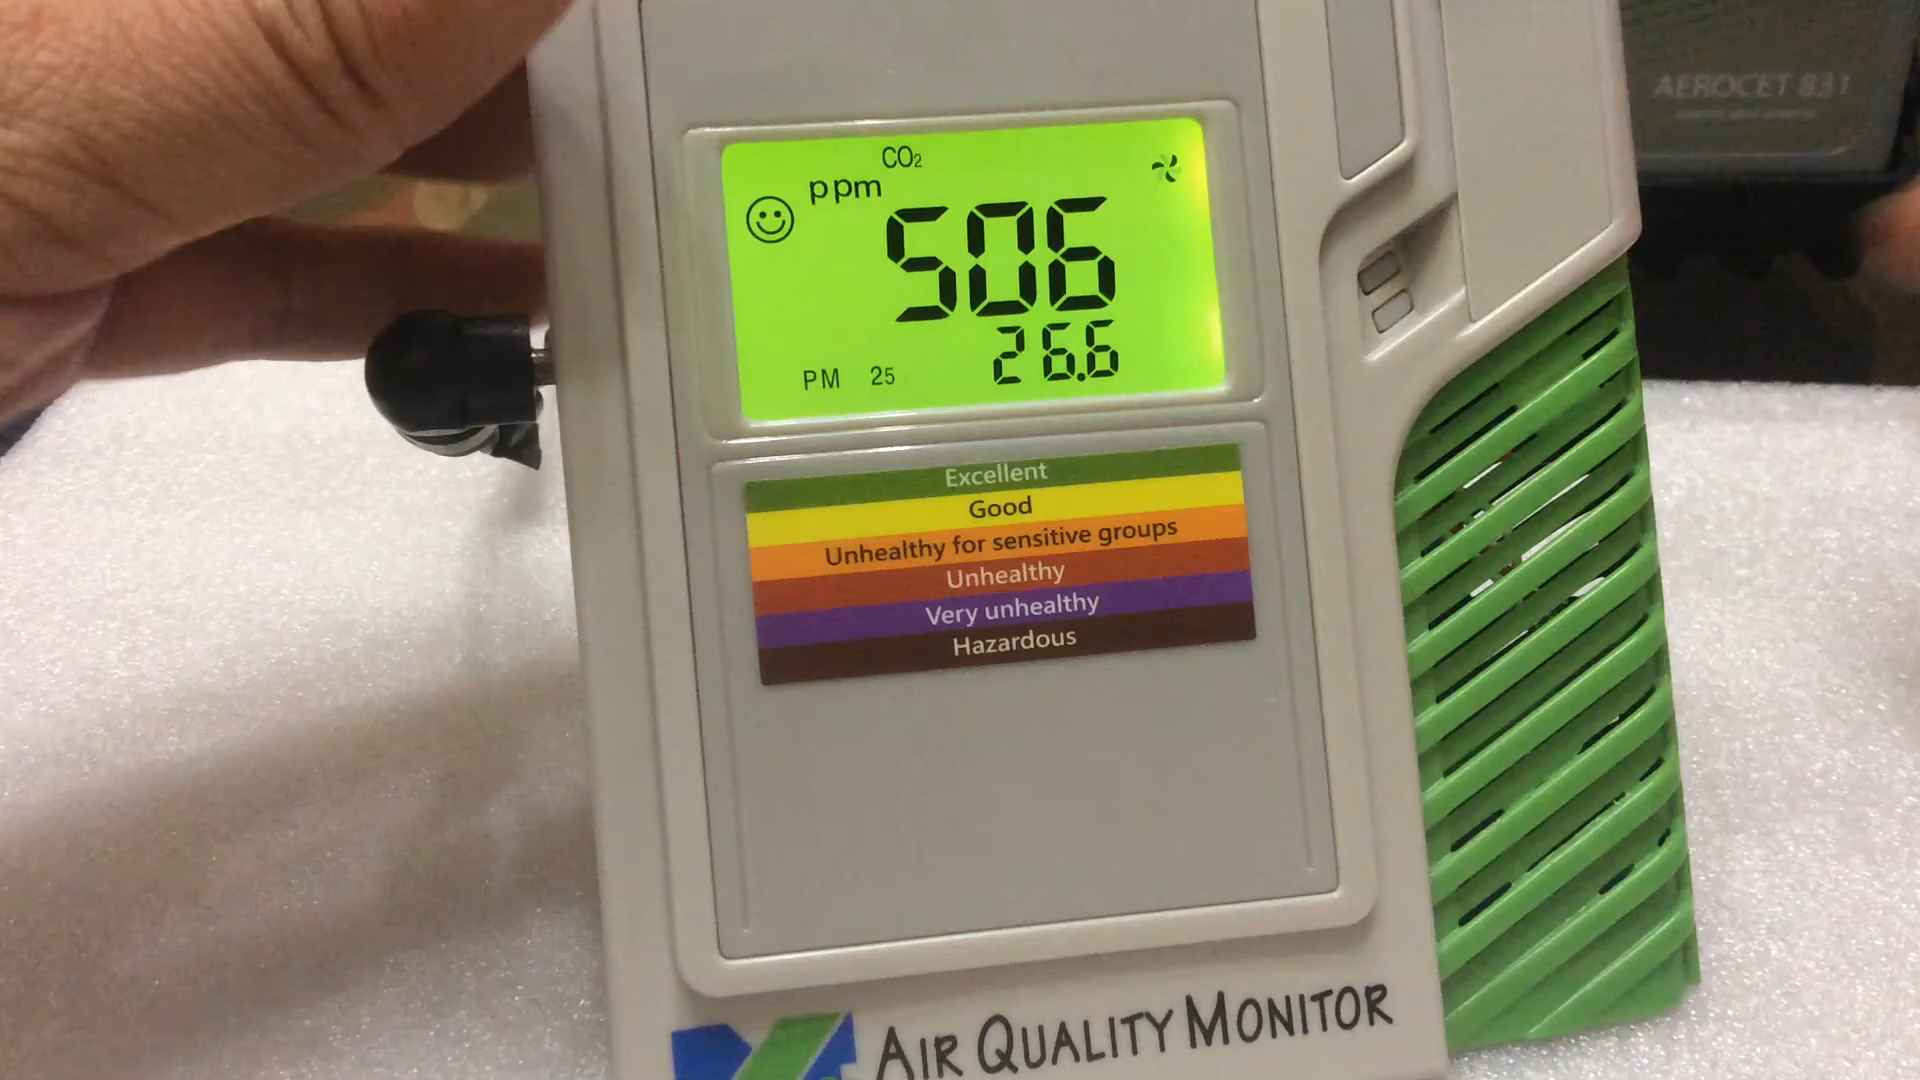 AEROCET 831
CO2
ppm
506
26.6
PM 25
Excellent
Good
Unhealthy for sensitive groups
Unhealthy
Very unhealthy
Hazardous
AIR QUALITY MONITOR